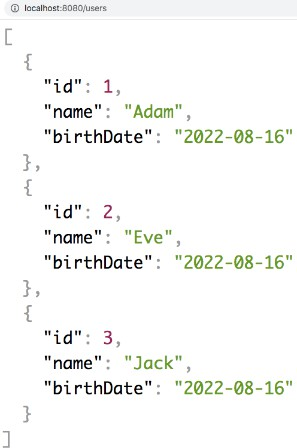 localhost:8080/users
[
  {
    "id": 1,
    "name": "Adam",
    "birthDate": "2022-08-16"
  },
  {
    "id": 2,
    "name": "Eve",
    "birthDate": "2022-08-16"
  },
  {
    "id": 3,
    "name": "Jack",
    "birthDate": "2022-08-16"
  }
]